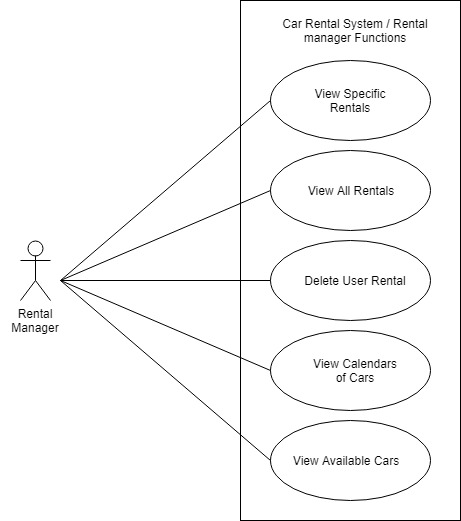 Car Rental System / Rental
manager Functions
View Specific
Rentals
View All Rentals
Delete User Rental
Rental
Manager
View Calendars
of Cars
View Available Cars